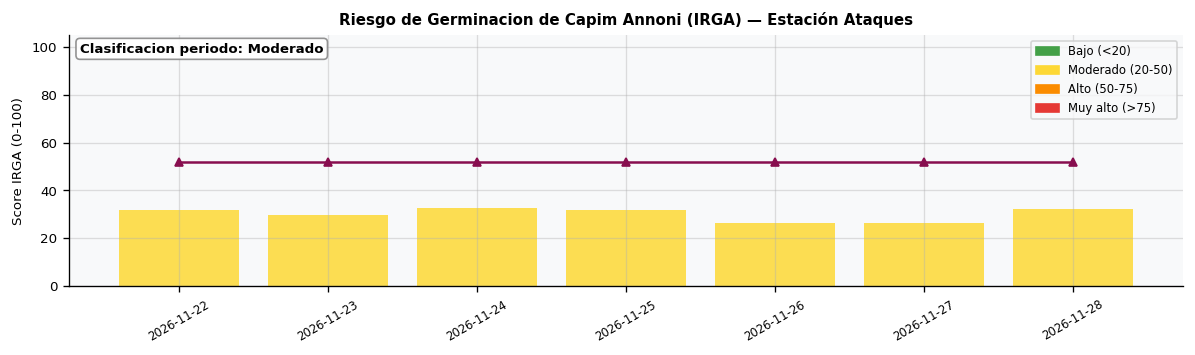 Riesgo de Germinacion de Capim Annoni (IRGA) — Estación Ataques
Clasificacion periodo: Moderado
Bajo (<20)
Moderado (20-50)
Alto (50-75)
Muy alto (>75)
Score IRGA (0-100)
100
80
60
40
20
0
2026-11-22
2026-11-23
2026-11-24
2026-11-25
2026-11-26
2026-11-27
2026-11-28